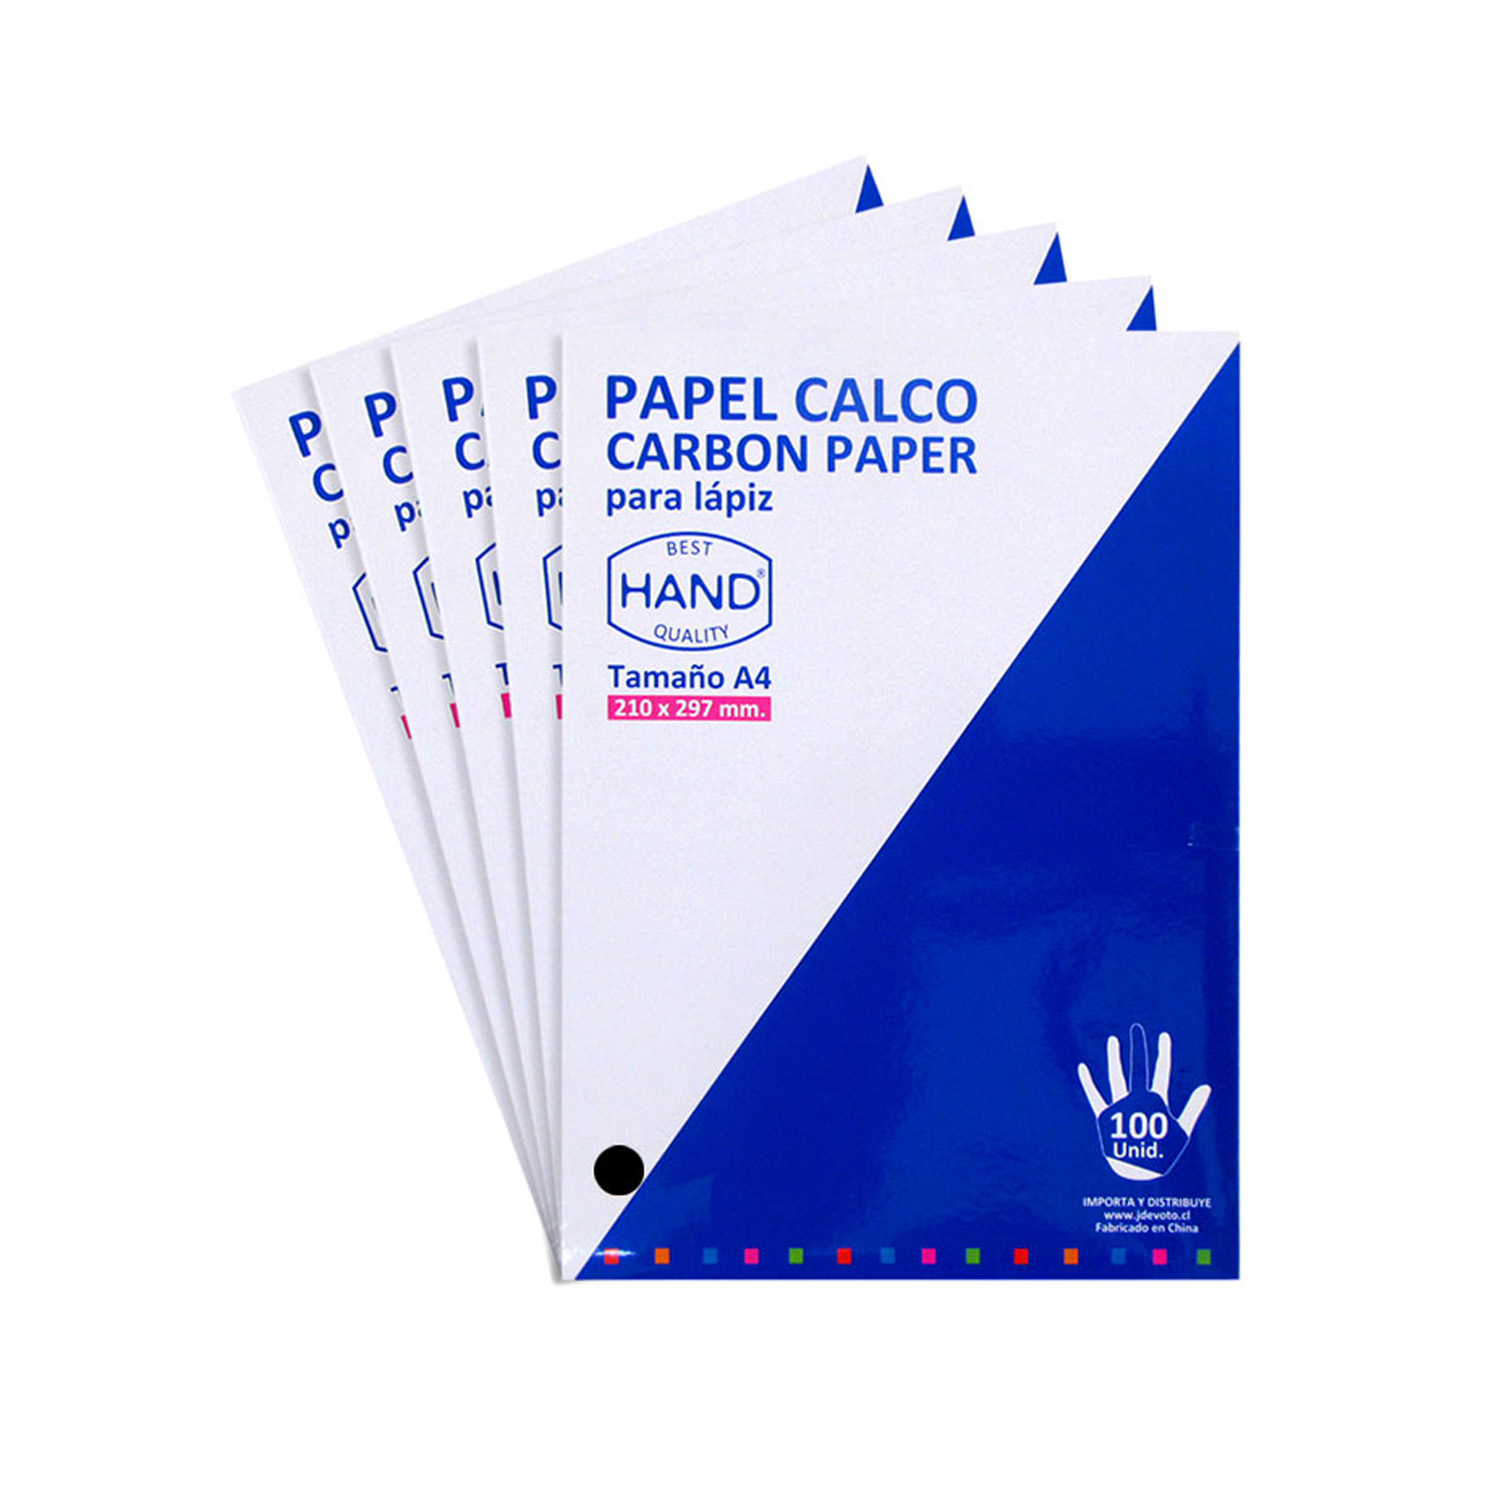 PAPEL CALCO
CARBON PAPER
para lápiz
BEST
HAND®
QUALITY
Tamaño A4
210 x 297 mm.
100
Unid.
IMPORTA Y DISTRIBUYE
www.jdevoto.cl
Fabricado en China